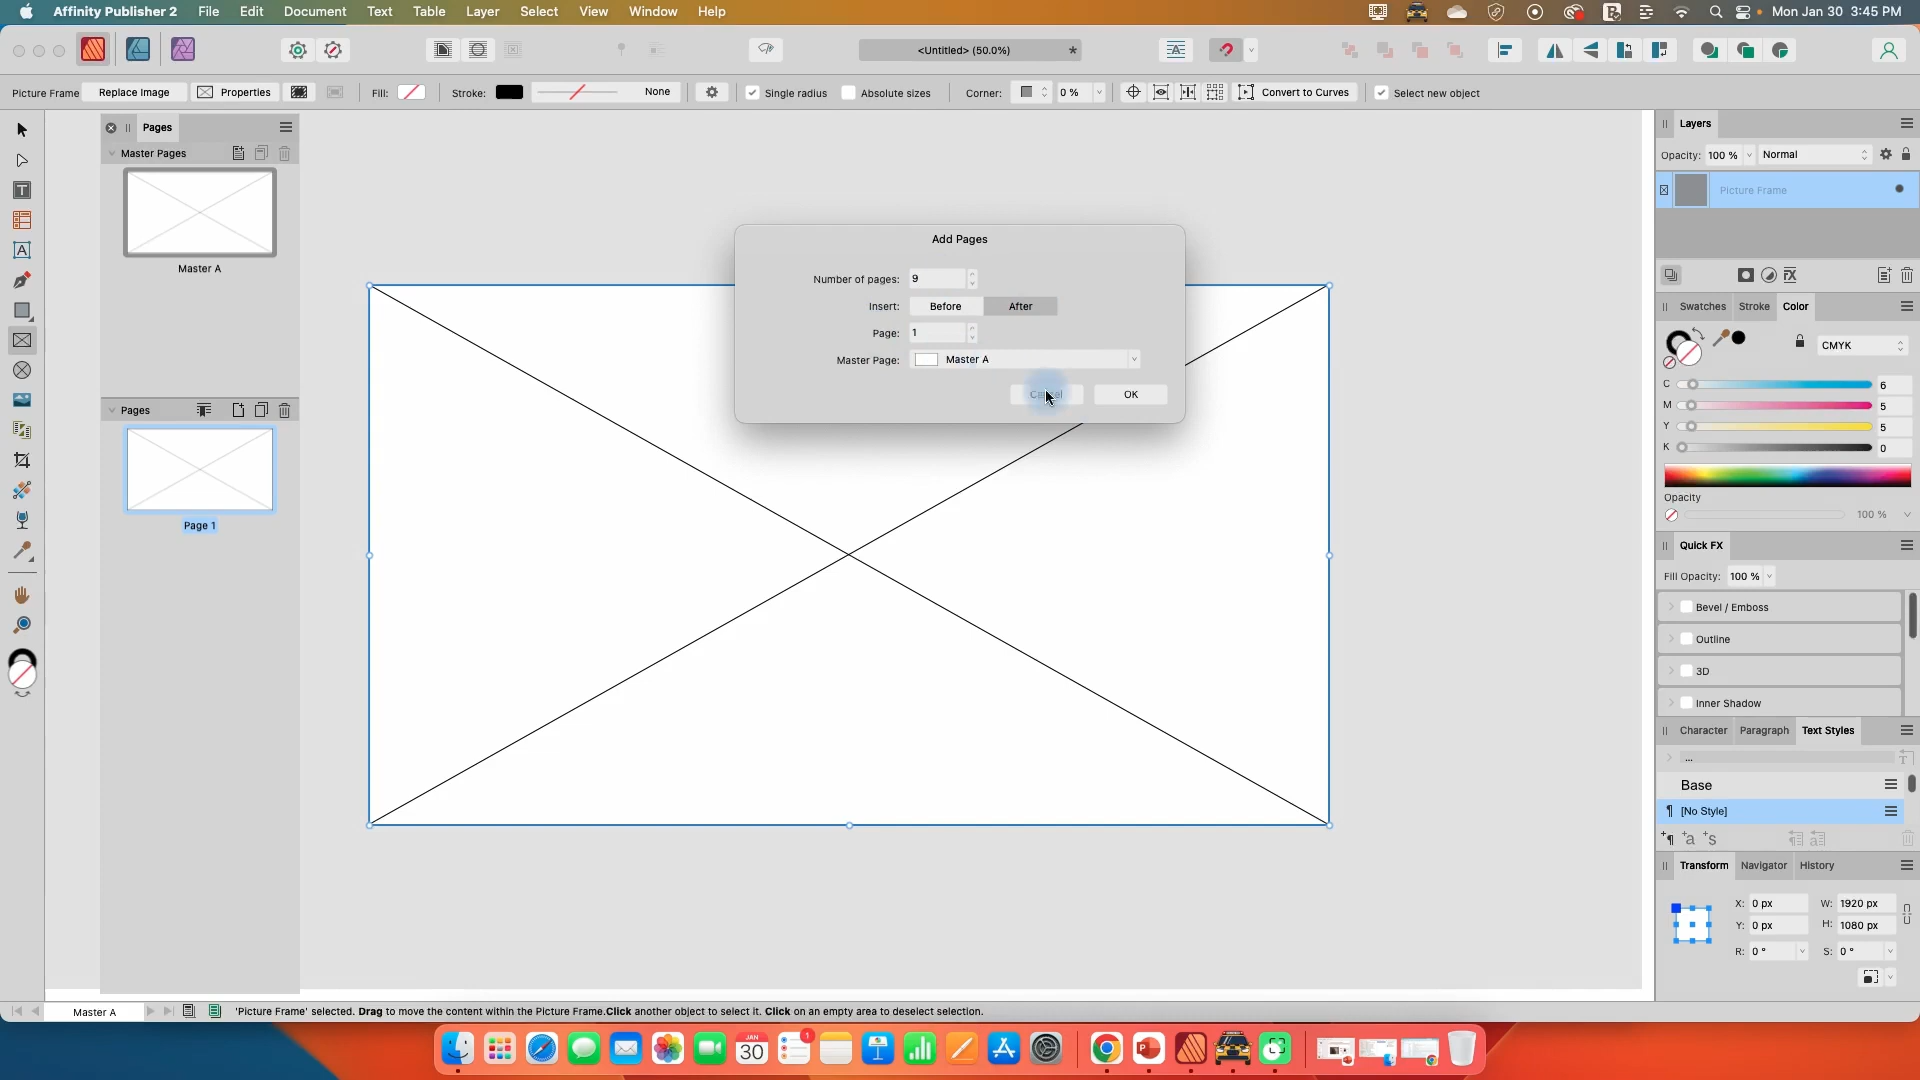 Affinity Publisher 2 File Edit Document Text Table Layer Select View Window Help Mon Jan 30 3:45 PM
<Untitled> (50.0%) *
Picture Frame Replace Image Properties Fill: Stroke: None Single radius Absolute sizes Corner: 0 % Convert to Curves Select new object
Pages
Master Pages
Master A
Pages
Page 1
Add Pages
Number of pages: 9
Insert: Before After
Page: 1
Master Page: Master A
Cancel OK
Layers
Opacity: 100 % Normal
Picture Frame
Swatches Stroke Color
CMYK
C 6
M 5
Y 5
K 0
Opacity
100 %
Quick FX
Fill Opacity: 100 %
Bevel / Emboss
Outline
3D
Inner Shadow
Character Paragraph Text Styles
...
Base
[No Style]
Transform Navigator History
X: 0 px W: 1920 px
Y: 0 px H: 1080 px
R: 0 ° S: 0 °
Master A 'Picture Frame' selected. Drag to move the content within the Picture Frame.Click another object to select it. Click on an empty area to deselect selection.
JAN
30
1